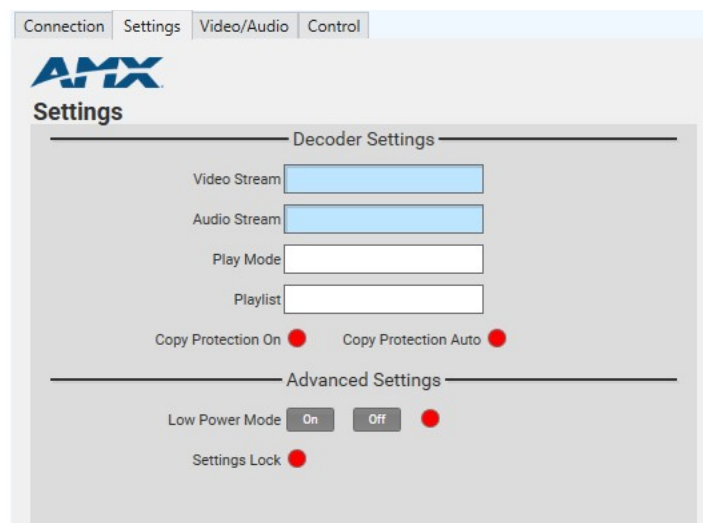 Connection Settings Video/Audio Control
AMX
Settings
Decoder Settings
Video Stream
Audio Stream
Play Mode
Playlist
Copy Protection On Copy Protection Auto
Advanced Settings
Low Power Mode On Off
Settings Lock